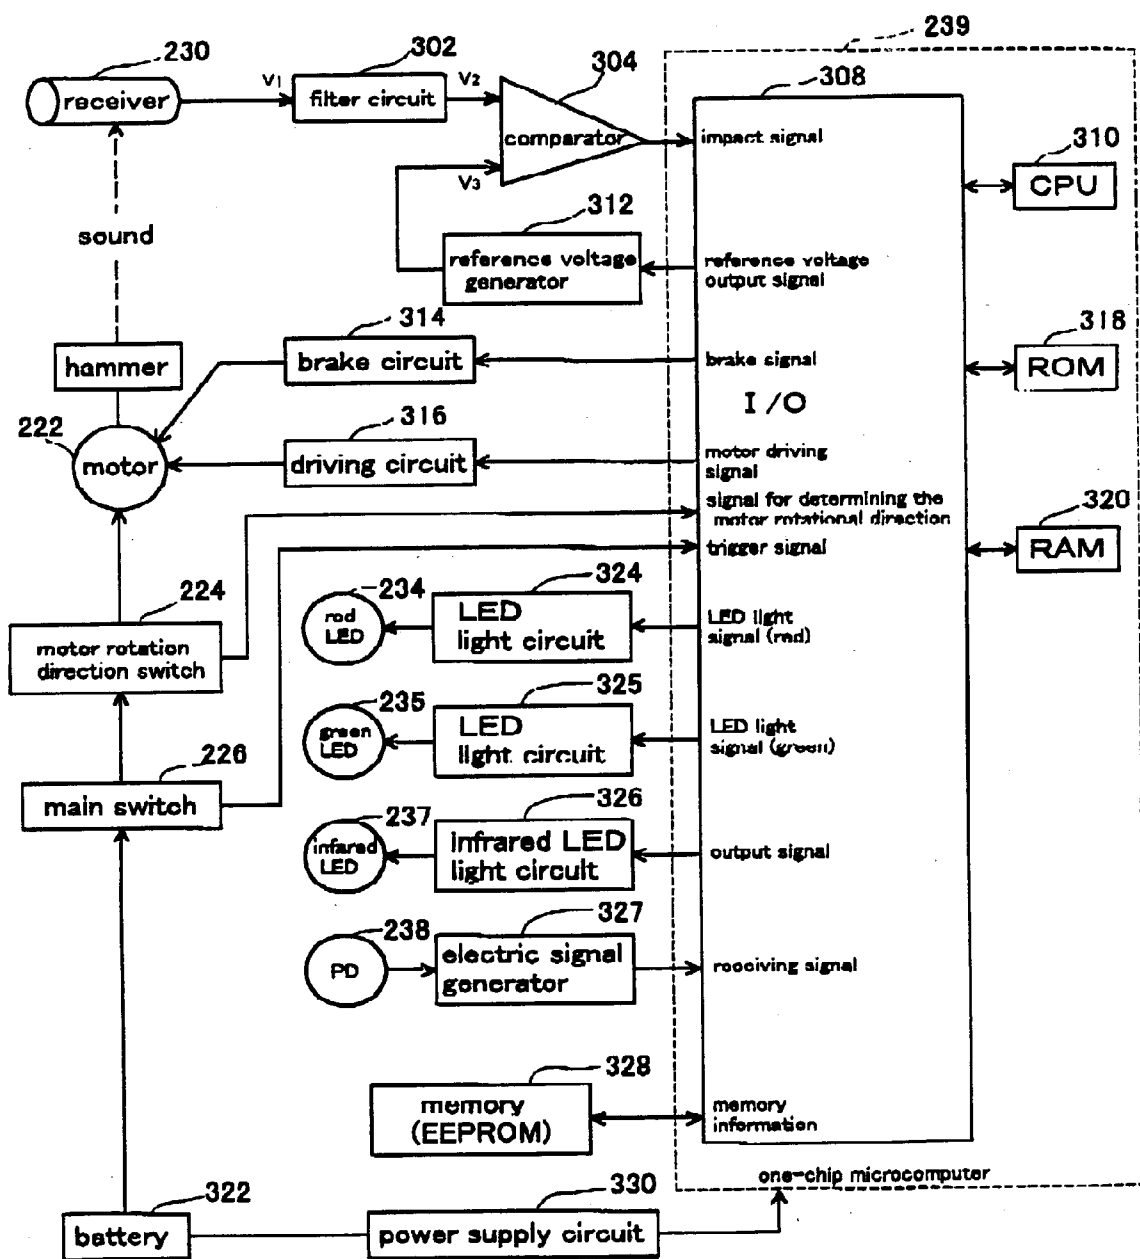 239
230
302
304
308
receiver
V1
filter circuit
V2
comparator
impact signal
310
CPU
V3
312
sound
reference voltage
generator
reference voltage
output signal
314
318
hammer
brake circuit
brake signal
ROM
I/O
316
222
motor
driving circuit
motor driving
signal
signal for determining the
motor rotational direction
320
trigger signal
RAM
224
234
324
motor rotation
direction switch
red
LED
LED
light circuit
LED light
signal (red)
235
325
green
LED
LED
light circuit
LED light
signal (green)
226
main switch
237
326
infrared
LED
infrared LED
light circuit
output signal
238
327
PD
electric signal
generator
receiving signal
328
memory
(EEPROM)
memory
information
one-chip microcomputer
322
330
battery
power supply circuit